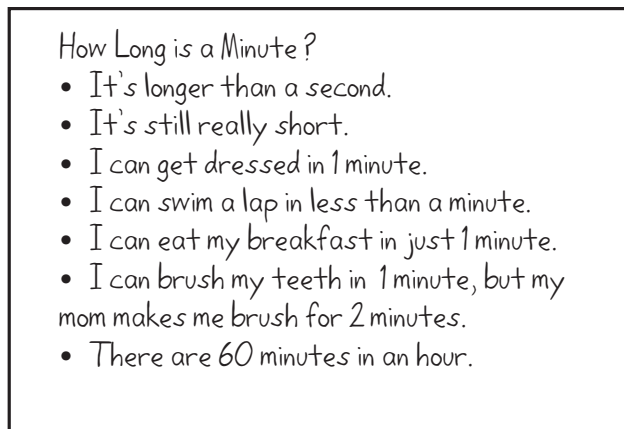 How Long is a Minute?
• It's longer than a second.
• It's still really short.
• I can get dressed in 1 minute.
• I can swim a lap in less than a minute.
• I can eat my breakfast in just 1 minute.
• I can brush my teeth in 1 minute, but my
mom makes me brush for 2 minutes.
• There are 60 minutes in an hour.